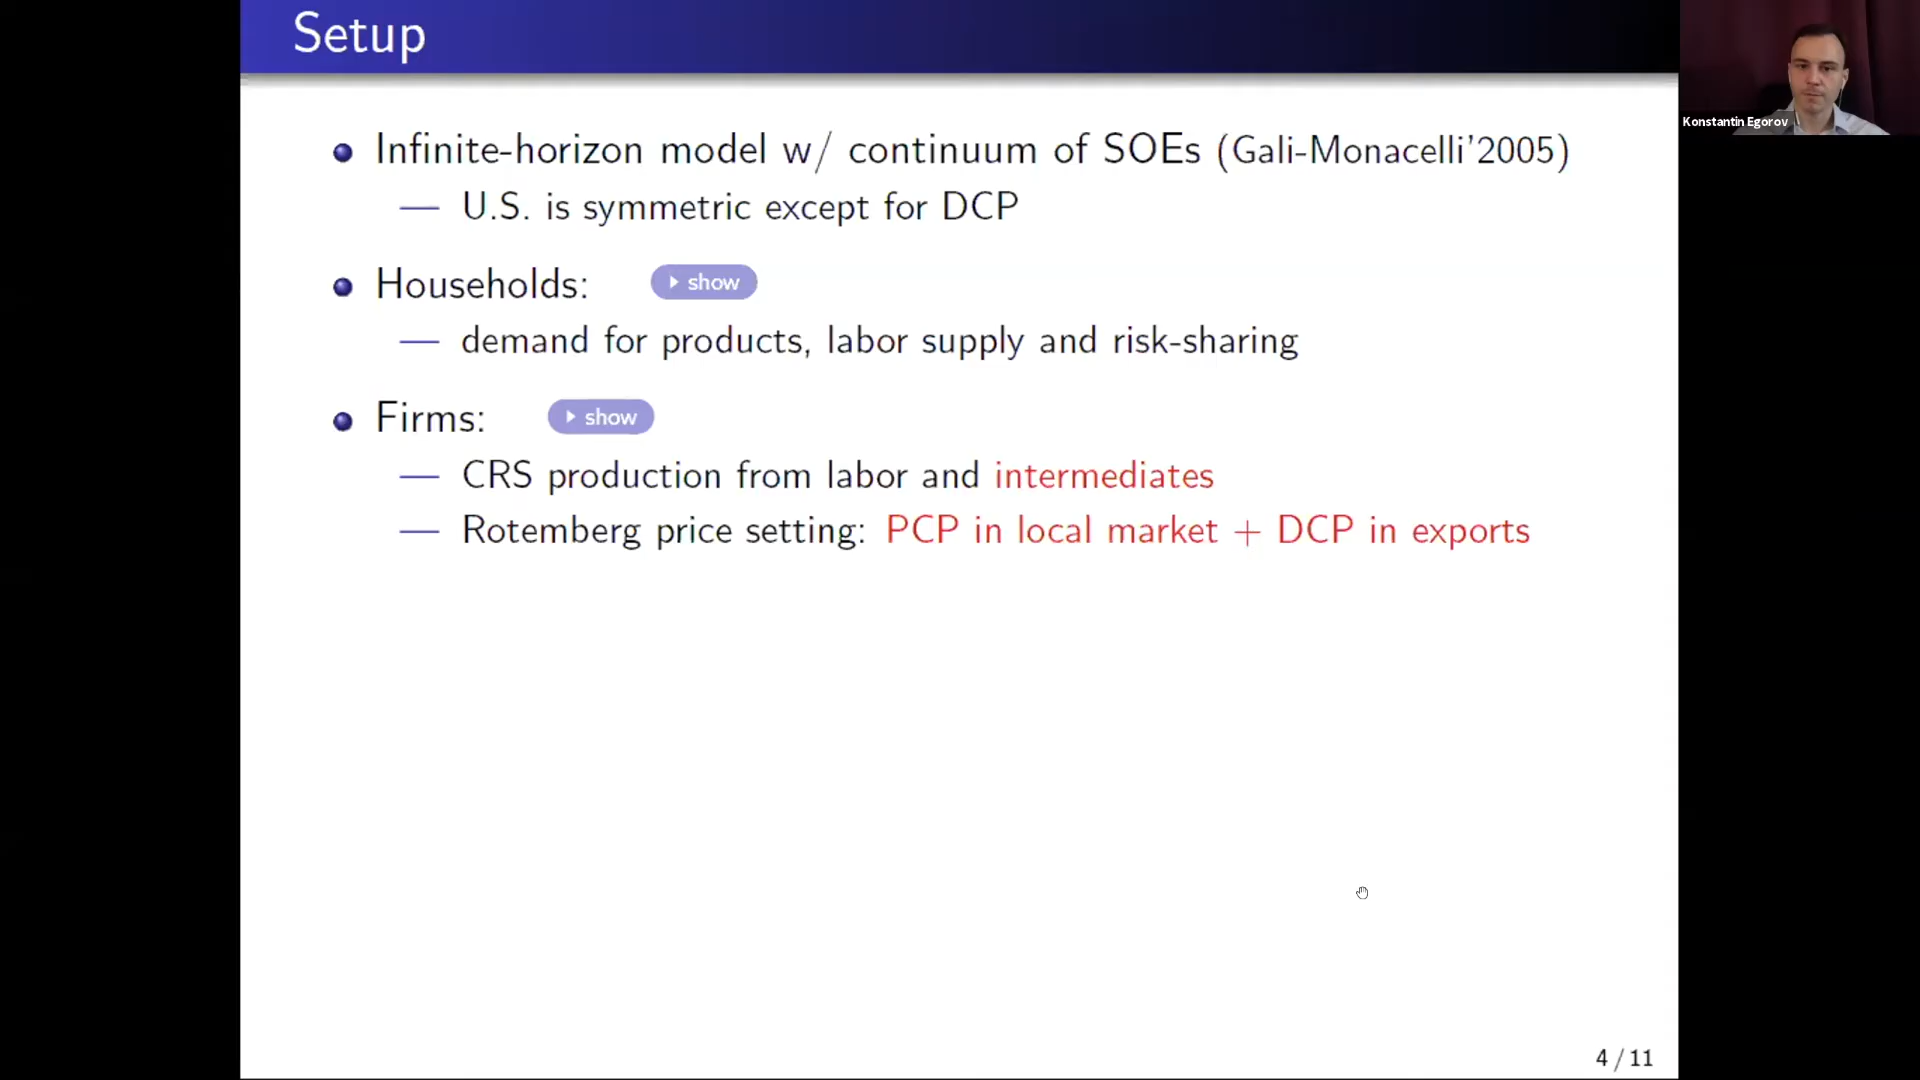 Setup
Konstantin Egorov
Infinite-horizon model w/ continuum of SOEs (Gali-Monacelli'2005)
— U.S. is symmetric except for DCP
Households: show
— demand for products, labor supply and risk-sharing
Firms: show
— CRS production from labor and intermediates
— Rotemberg price setting: PCP in local market + DCP in exports
4 / 11